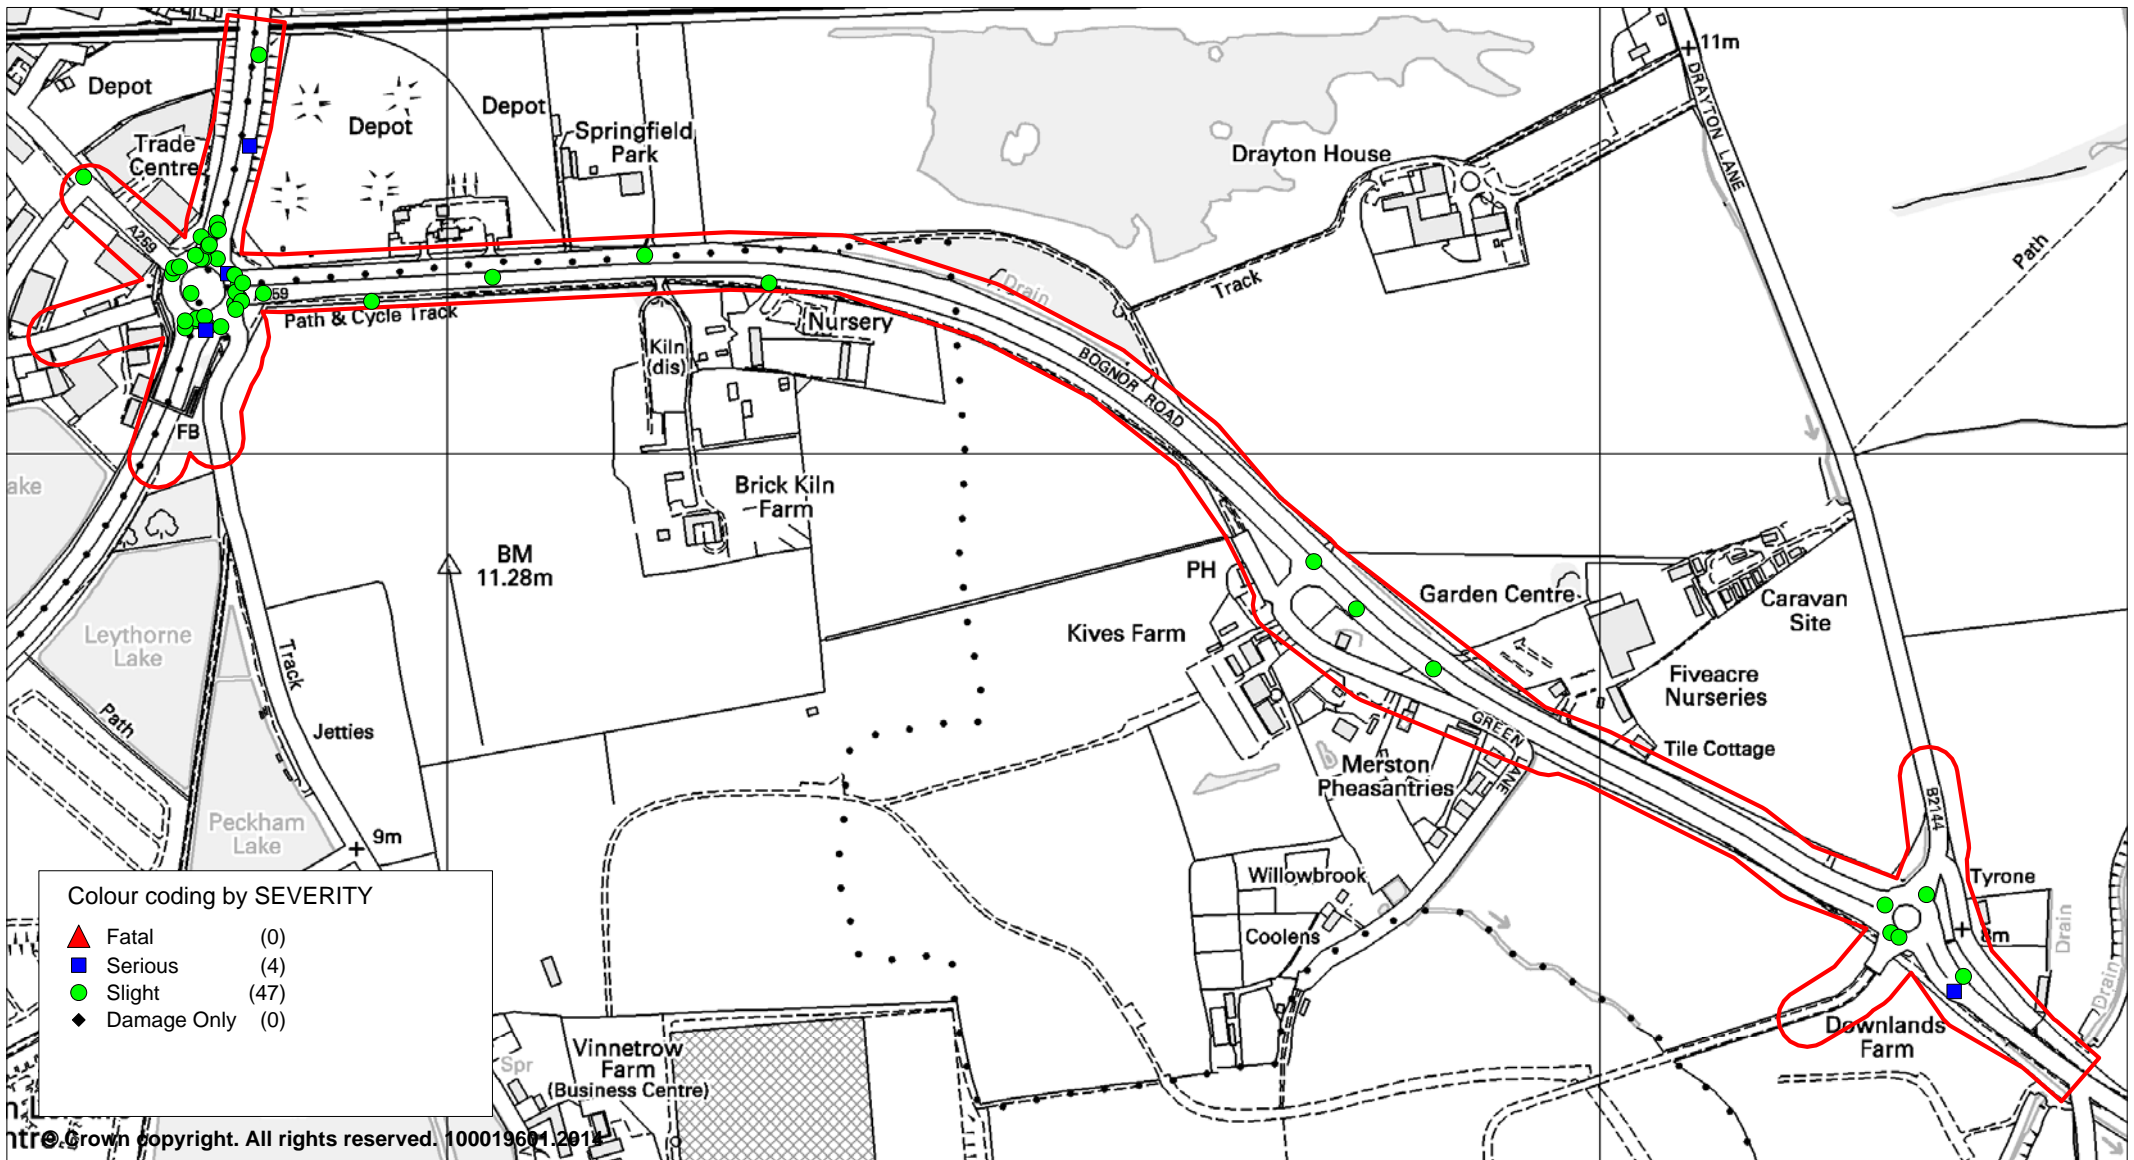 11m
DRAYTON LANE
Depot
Depot
Depot
Springfield
Park
Trade
Centre
Drayton House
A259
Path
Track
Drain
59
Path & Cycle Track
Nursery
Kiln
(dis)
BOGNOR ROAD
FB
ake
Brick Kiln
Farm
BM
11.28m
PH
Garden Centre
Caravan
Site
Kives Farm
Leythorne
Lake
Track
Fiveacre
Nurseries
Path
Jetties
GREEN LANE
Tile Cottage
Merston
Pheasantries
B2144
Peckham
Lake
9m
Willowbrook
Tyrone
Colour coding by SEVERITY
Fatal (0)
Serious (4)
Slight (47)
Damage Only (0)
Coolens
8m
Drain
Drain
Downlands
Farm
Spr
Vinnetrow
Farm
(Business Centre)
ntre
© Crown copyright. All rights reserved. 100019601.2014